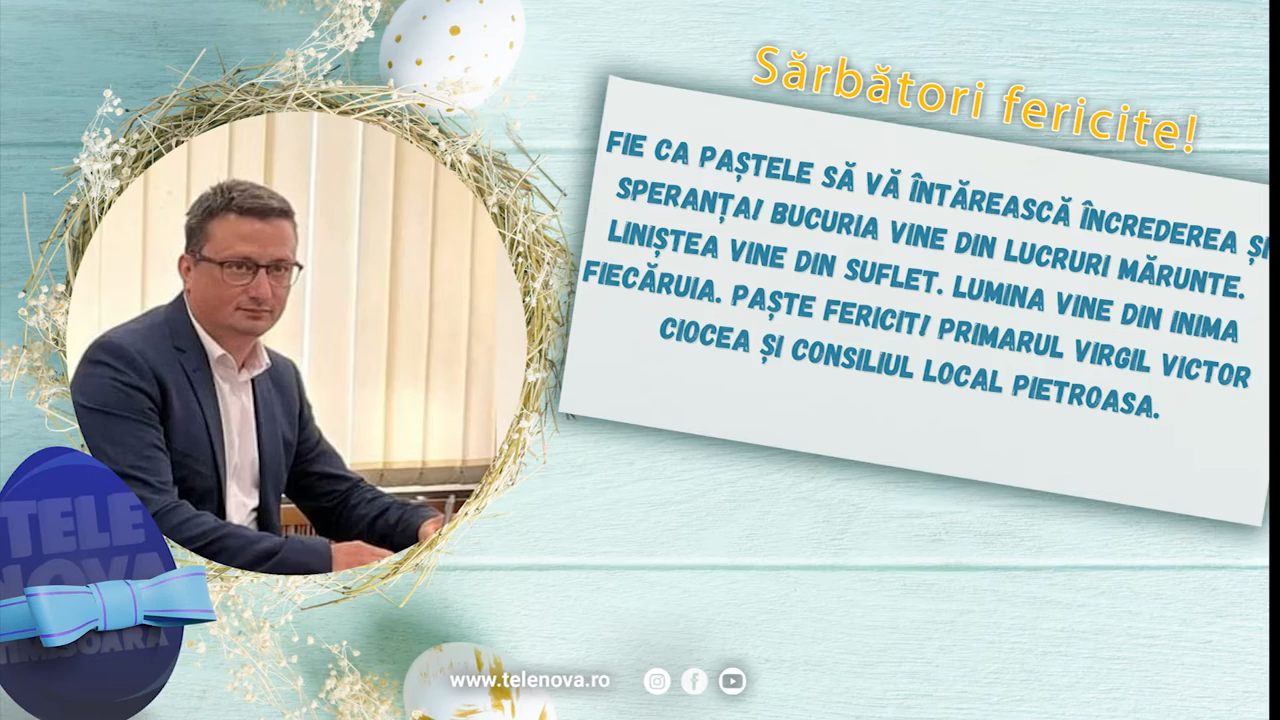 Sărbători fericite!
FIE CA PAȘTELE SĂ VĂ ÎNTĂREASCĂ ÎNCREDEREA ȘI
SPERANȚA! BUCURIA VINE DIN LUCRURI MĂRUNTE.
LINIȘTEA VINE DIN SUFLET. LUMINA VINE DIN INIMA
FIECĂRUIA. PAȘTE FERICIT! PRIMARUL VIRGIL VICTOR
CIOCEA ȘI CONSILIUL LOCAL PIETROASA.
TELE
NOVA
TIMISOARA
www.telenova.ro